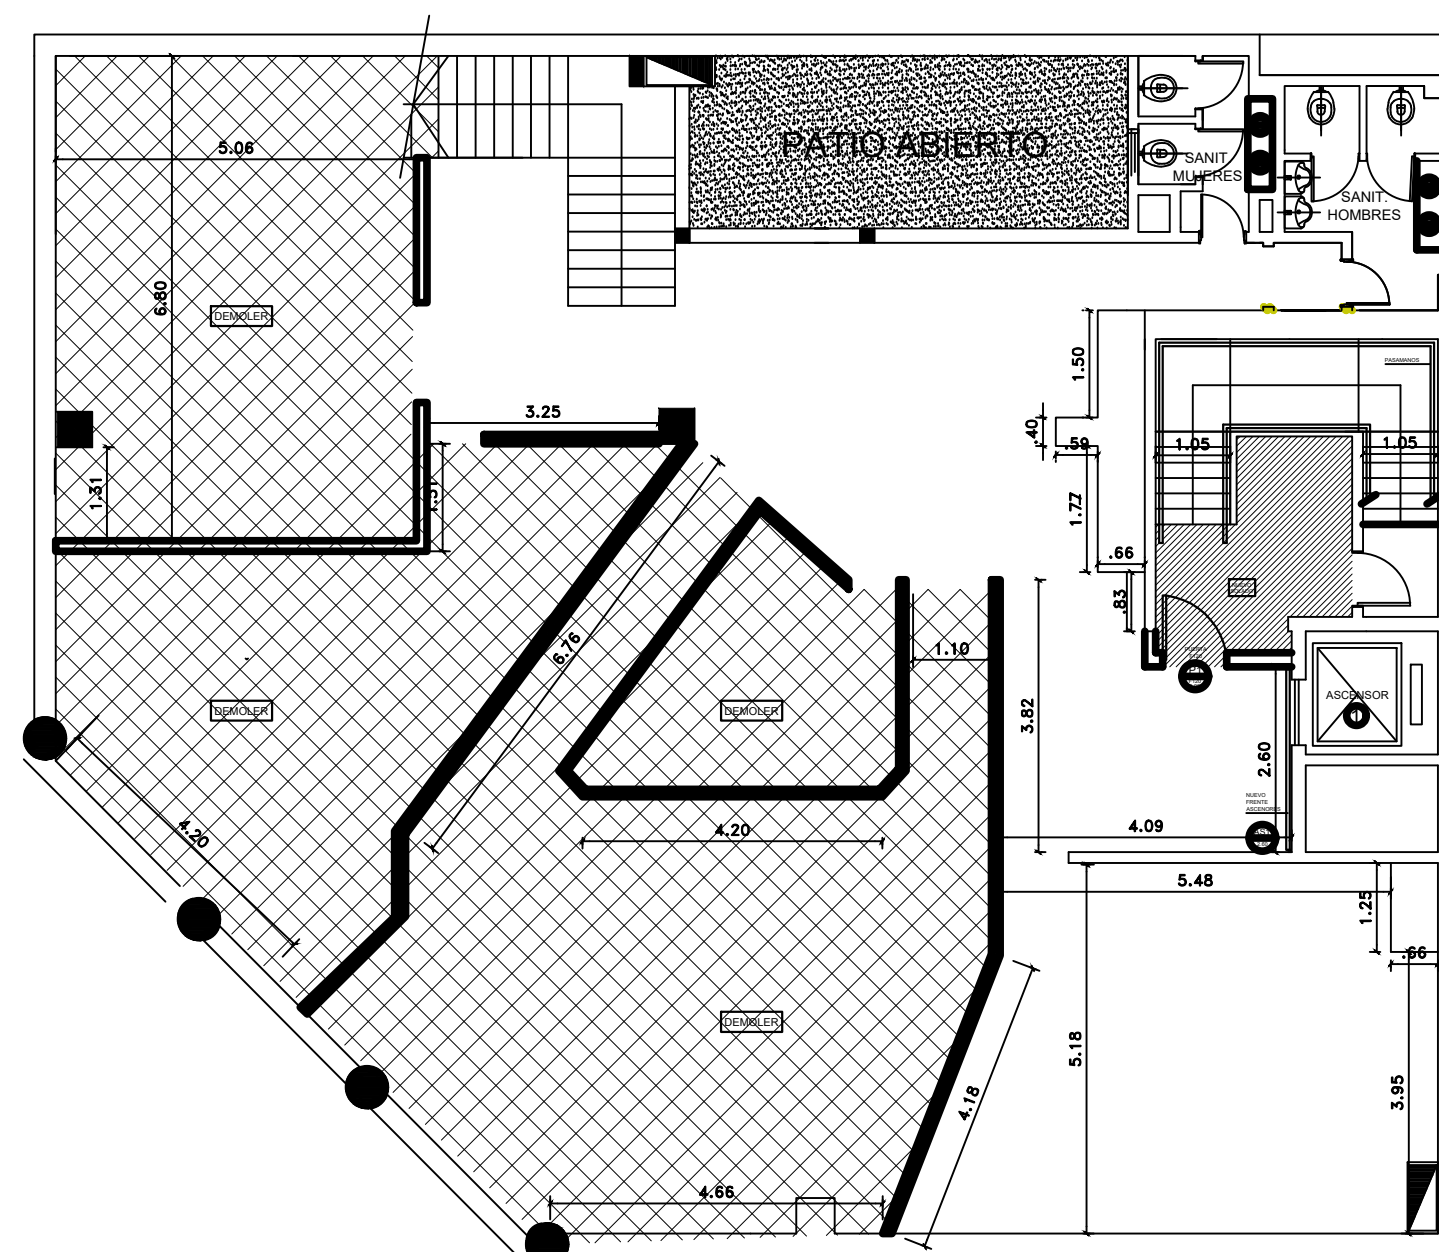 PATIO ABIERTO
SANIT.
MUJERES
SANIT.
HOMBRES
5.06
6.80
DEMOLER
1.50
PASAMANOS
3.25
.40
.59
1.05
1.05
1.31
1.77
.66
.83
6.76
1.10
DEMOLER
DEMOLER
ASCENSOR
3.82
2.60
NUEVO
FRENTE
ASCENORES
4.20
4.20
4.09
5.48
1.25
.66
DEMOLER
5.18
4.18
3.95
4.66